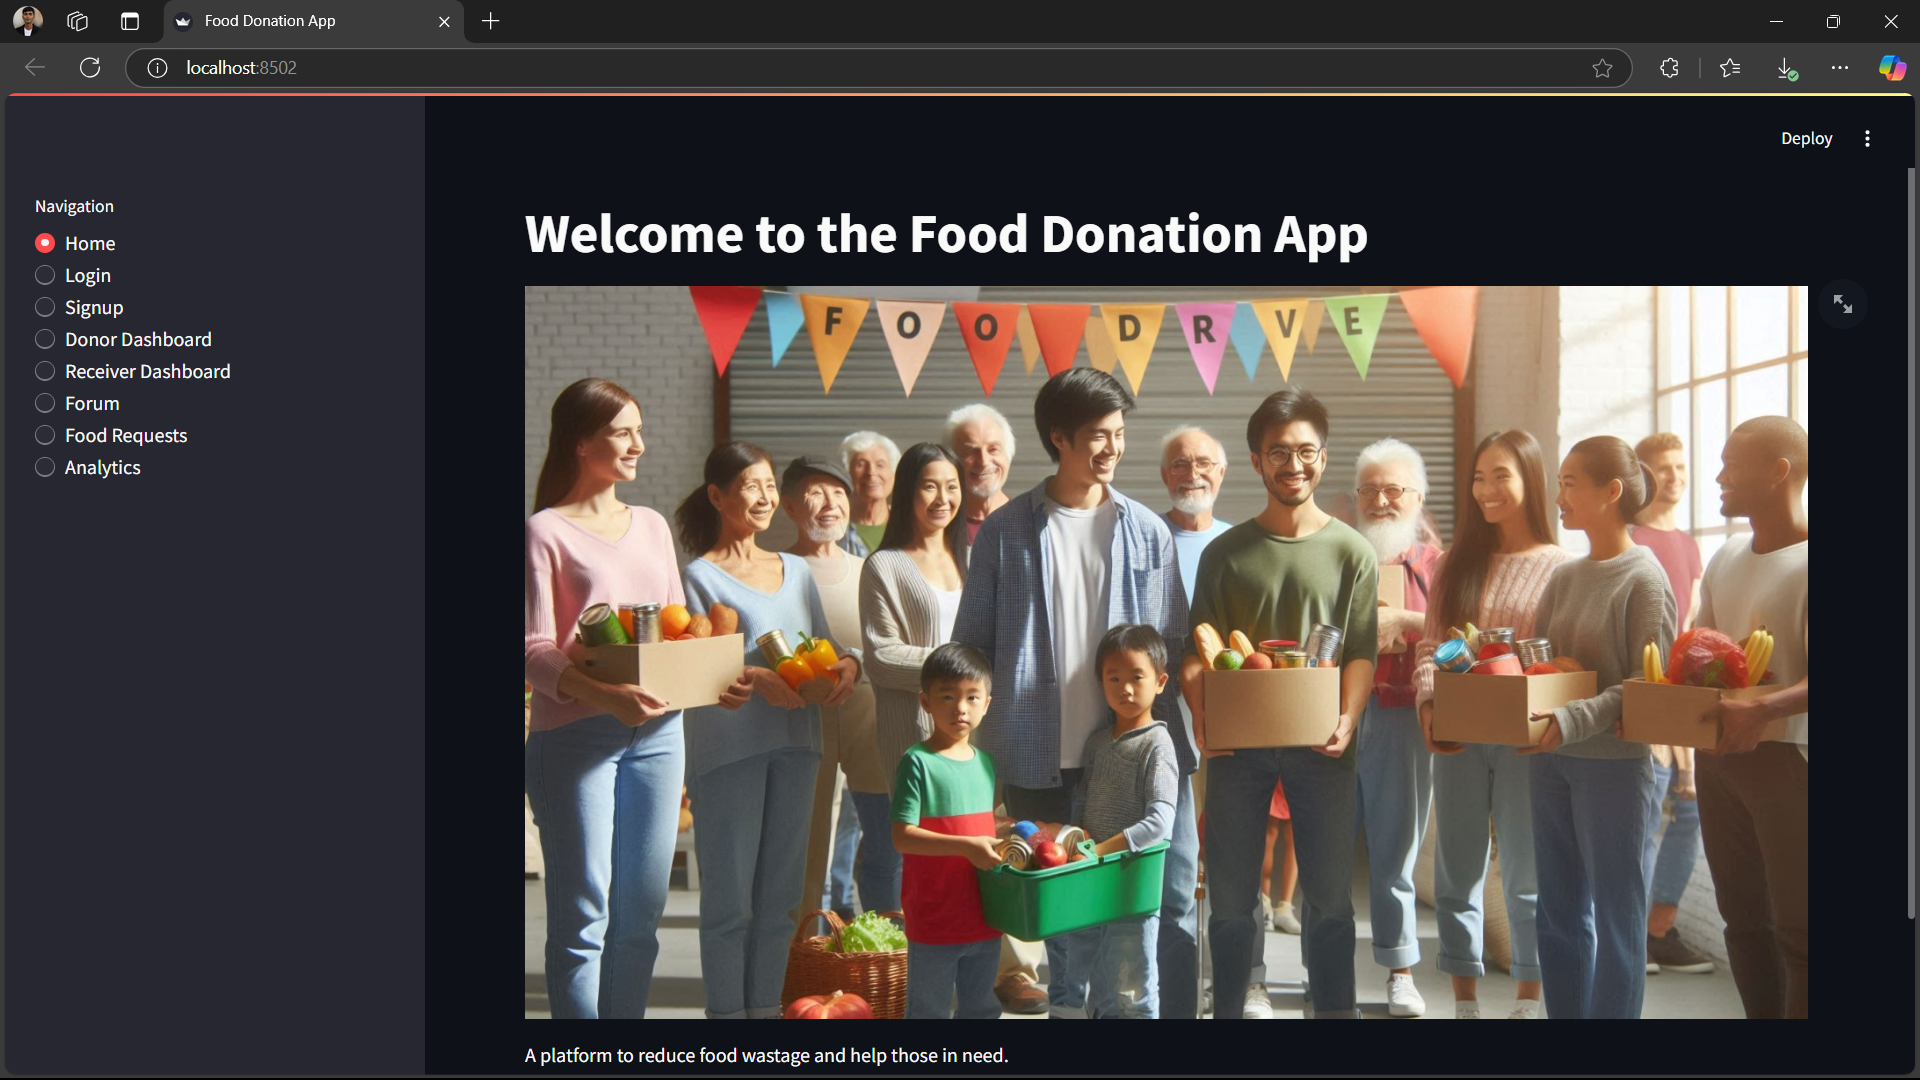 Food Donation App
localhost:8502
Deploy
Navigation
Home
Login
Signup
Donor Dashboard
Receiver Dashboard
Forum
Food Requests
Analytics
Welcome to the Food Donation App
F O O D R V E
A platform to reduce food wastage and help those in need.